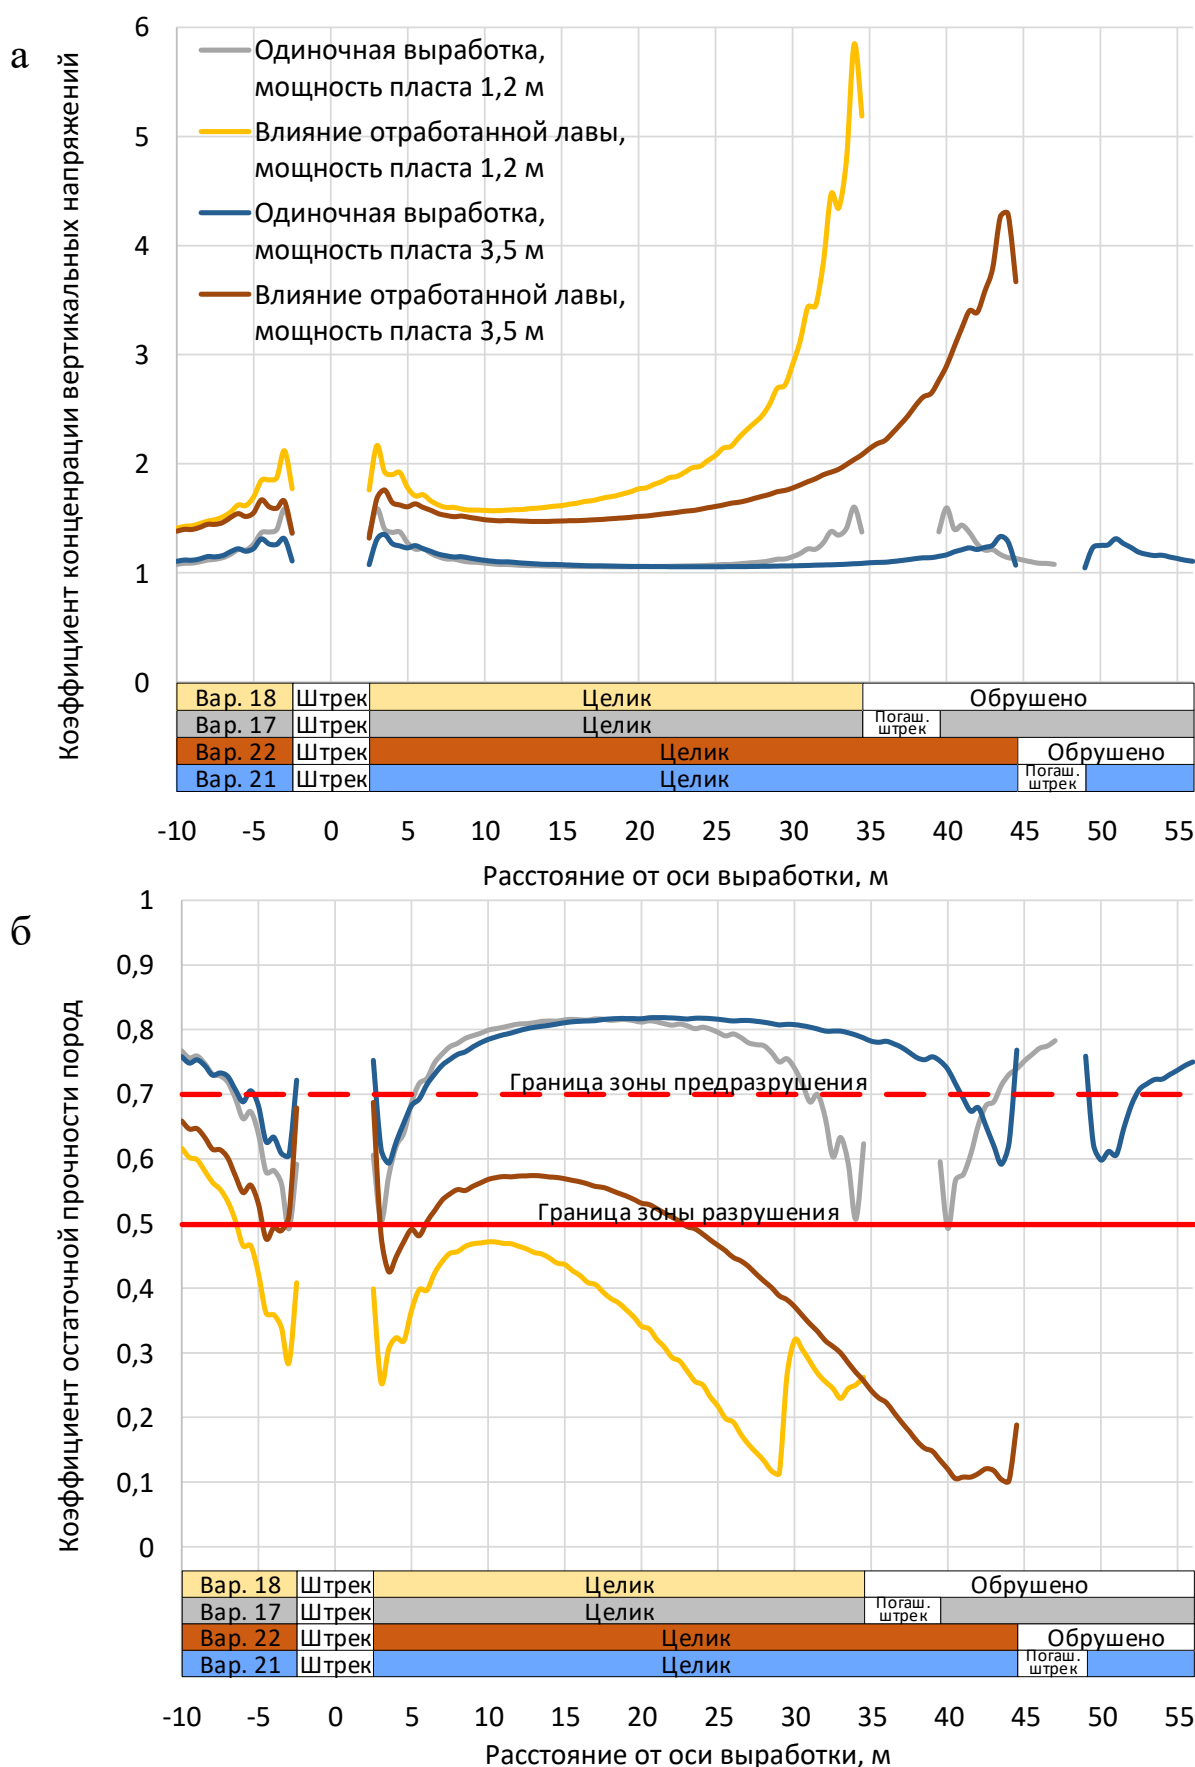 а
Коэффициент конценрации вертикальных напряжений
6
5
4
3
2
1
0
Одиночная выработка,
мощность пласта 1,2 м
Влияние отработанной лавы,
мощность пласта 1,2 м
Одиночная выработка,
мощность пласта 3,5 м
Влияние отработанной лавы,
мощность пласта 3,5 м
Вар. 18 Штрек Целик Обрушено
Вар. 17 Штрек Целик Погаш. штрек
Вар. 22 Штрек Целик Обрушено
Вар. 21 Штрек Целик Погаш. штрек
-10 -5 0 5 10 15 20 25 30 35 40 45 50 55
Расстояние от оси выработки, м
б
Коэффициент остаточной прочности пород
1
0,9
0,8
0,7
0,6
0,5
0,4
0,3
0,2
0,1
0
Граница зоны предразрушения
Граница зоны разрушения
Вар. 18 Штрек Целик Обрушено
Вар. 17 Штрек Целик Погаш. штрек
Вар. 22 Штрек Целик Обрушено
Вар. 21 Штрек Целик Погаш. штрек
-10 -5 0 5 10 15 20 25 30 35 40 45 50 55
Расстояние от оси выработки, м